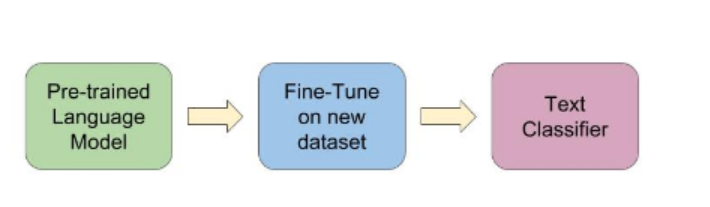 Pre-trained
Language
Model
Fine-Tune
on new
dataset
Text
Classifier